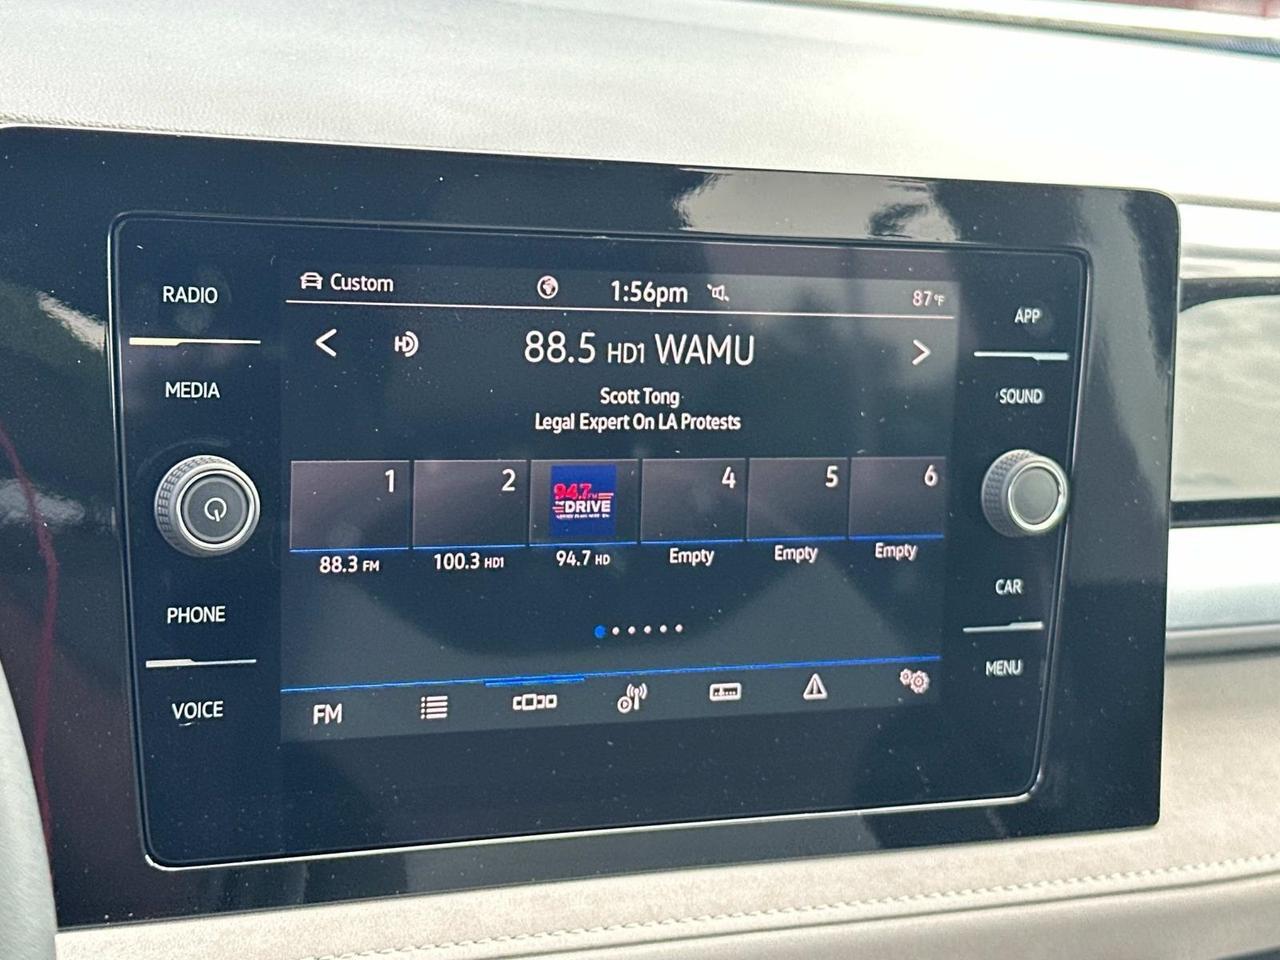 RADIO
MEDIA
PHONE
VOICE
Custom
1:56pm
87°F
88.5 HD1 WAMU
Scott Tong
Legal Expert On LA Protests
1
2
94.7 FM
THE
DRIVE
4
5
6
88.3 FM
100.3 HD1
94.7 HD
Empty
Empty
Empty
FM
APP
SOUND
CAR
MENU